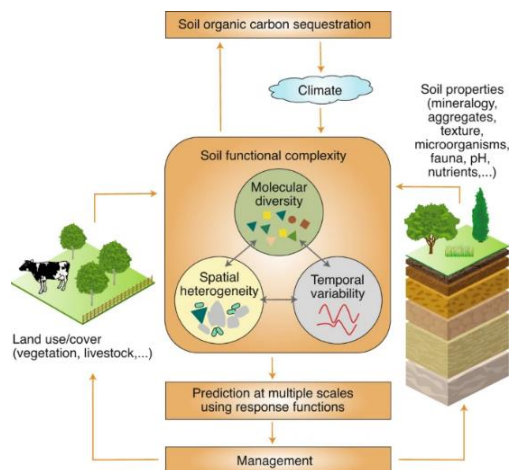 Soil organic carbon sequestration
Climate
Soil properties
(mineralogy,
aggregates,
texture,
microorganisms,
fauna, pH,
nutrients,...)
Soil functional complexity
Molecular
diversity
Spatial
heterogeneity
Temporal
variability
Land use/cover
(vegetation, livestock,...)
Prediction at multiple scales
using response functions
Management